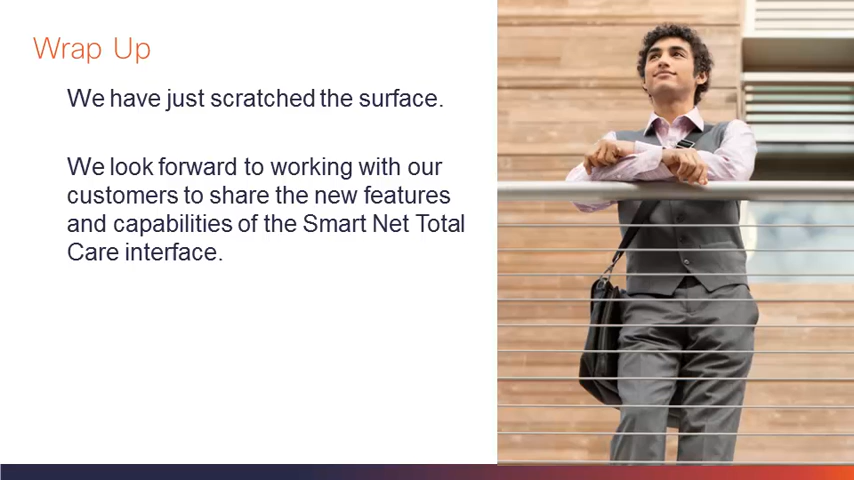 Wrap Up
We have just scratched the surface.
We look forward to working with our
customers to share the new features
and capabilities of the Smart Net Total
Care interface.